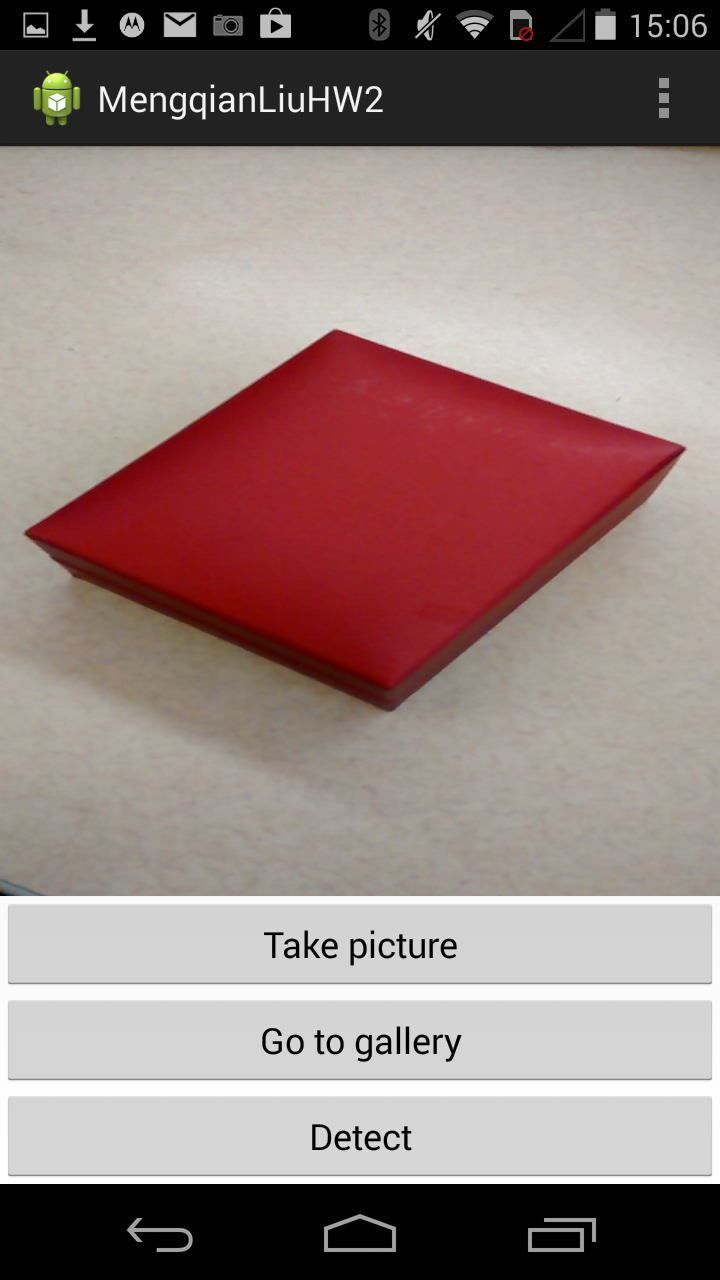 15:06
MengqianLiuHW2
Take picture
Go to gallery
Detect